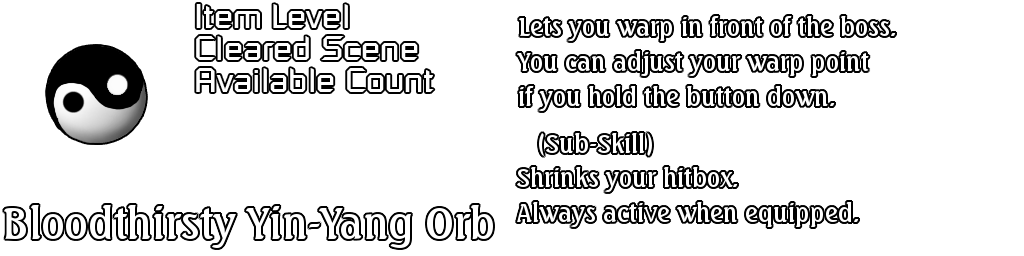 Item Level
Cleared Scene
Available Count
Bloodthirsty Yin-Yang Orb
Lets you warp in front of the boss.
You can adjust your warp point
if you hold the button down.
(Sub-Skill)
Shrinks your hitbox.
Always active when equipped.